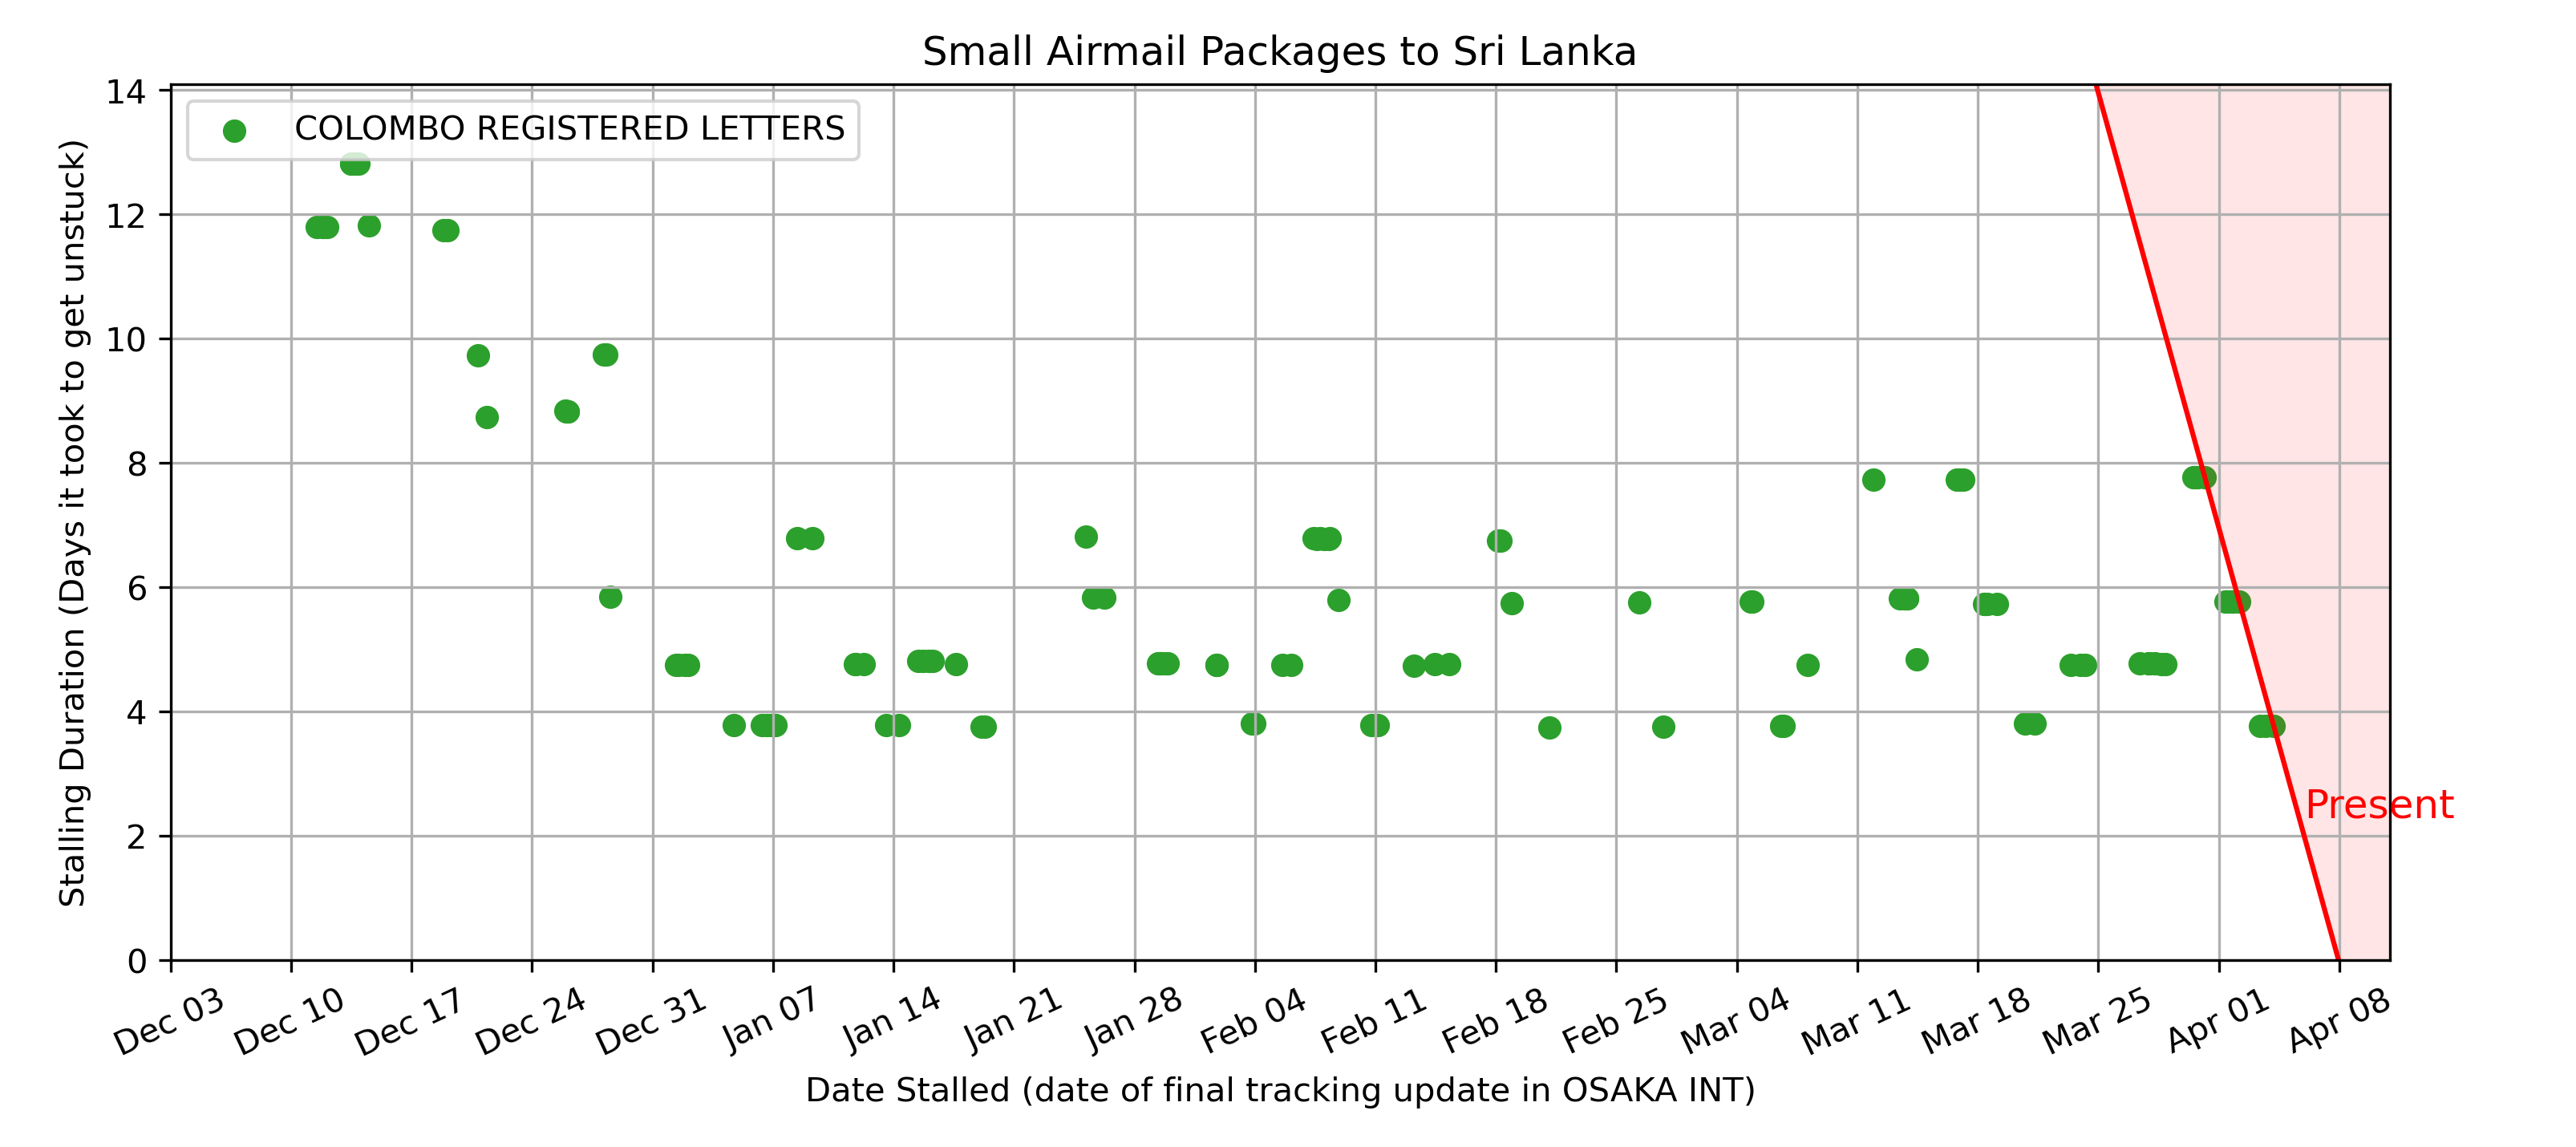 Small Airmail Packages to Sri Lanka
COLOMBO REGISTERED LETTERS
Stalling Duration (Days it took to get unstuck)
14
12
10
8
6
4
2
0
Present
Dec 03
Dec 10
Dec 17
Dec 24
Dec 31
Jan 07
Jan 14
Jan 21
Jan 28
Feb 04
Feb 11
Feb 18
Feb 25
Mar 04
Mar 11
Mar 18
Mar 25
Apr 01
Apr 08
Date Stalled (date of final tracking update in OSAKA INT)